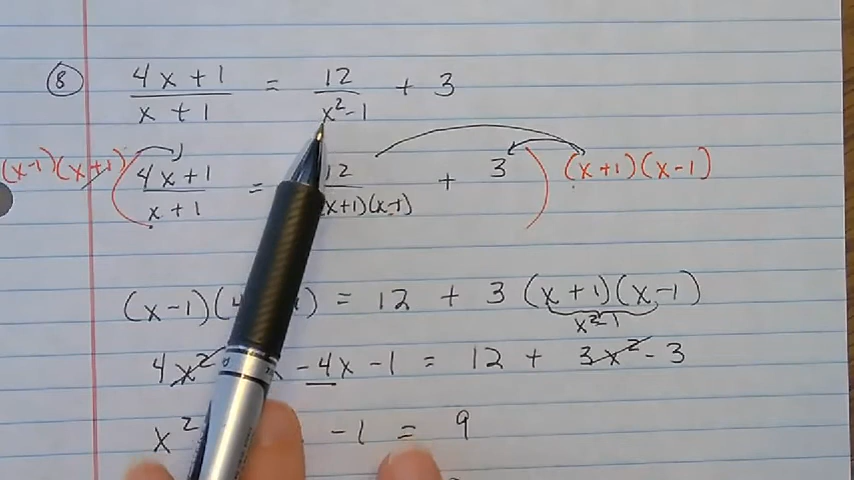 8 (4x+1)/(x+1) = 12/(x²-1) + 3
(x-1)(x+1) ( (4x+1)/(x+1) = 12/(x+1)(x-1) + 3 ) (x+1)(x-1)
(x-1)(4 ) = 12 + 3 (x+1)(x-1)
x²-1
4x² -4x -1 = 12 + 3x² - 3
x² -1 = 9